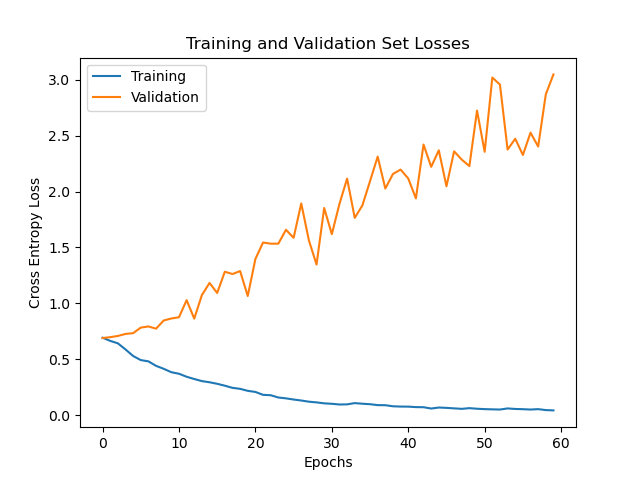 Training and Validation Set Losses
Training
Validation
Cross Entropy Loss
3.0
2.5
2.0
1.5
1.0
0.5
0.0
0 10 20 30 40 50 60
Epochs